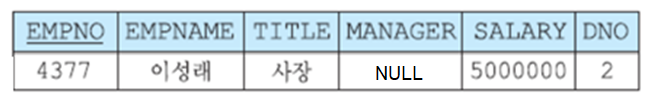 EMPNO EMPNAME TITLE MANAGER SALARY DNO
4377 이성래 사장 NULL 5000000 2